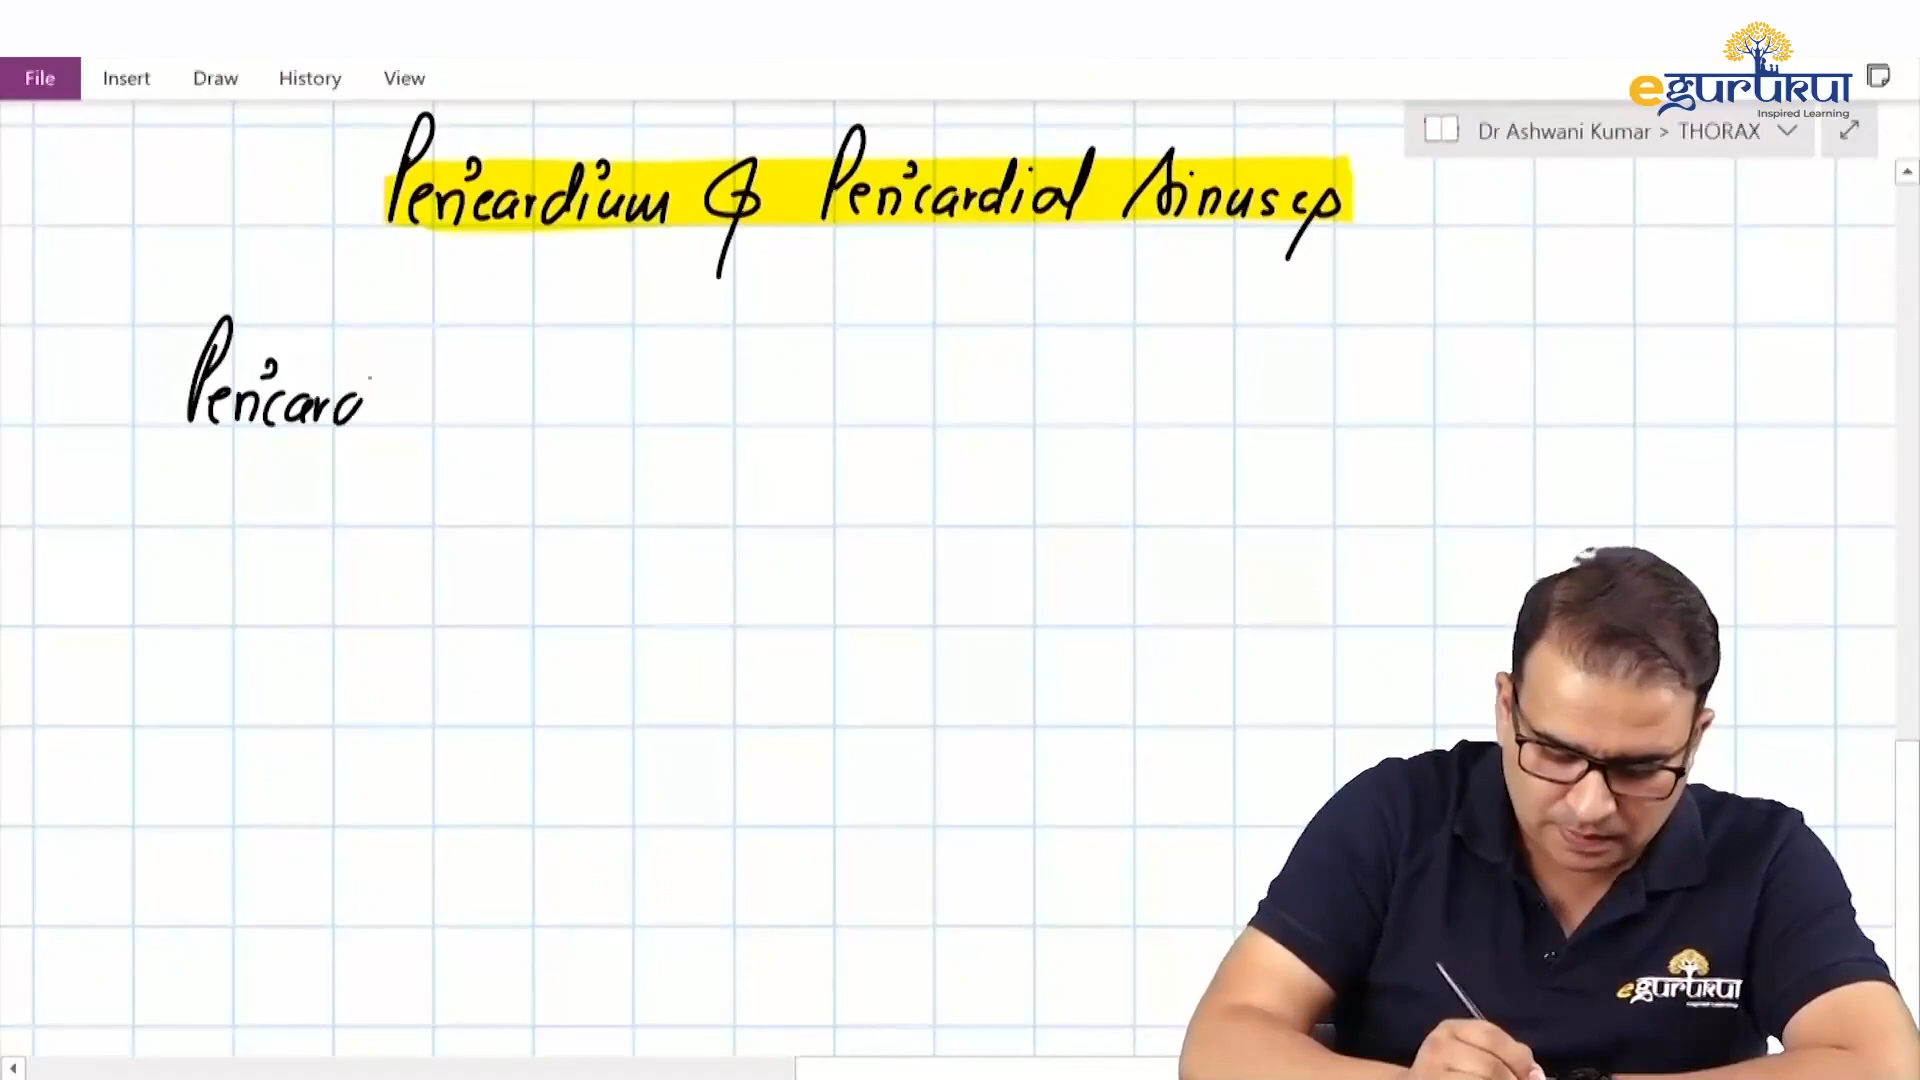 File Insert Draw History View
egurukul
Inspired Learning
Dr Ashwani Kumar > THORAX
Pericardium & Pericardial Sinuses
Pericard
egurukul